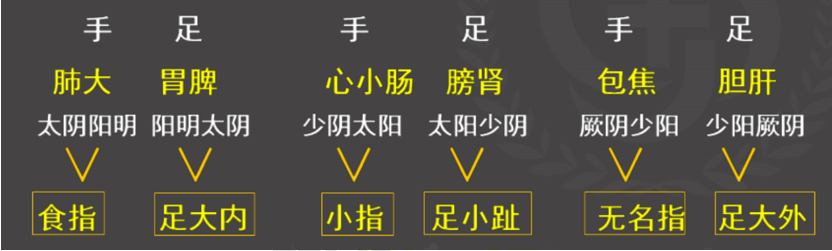 手 足 手 足 手 足
肺大 胃脾 心小肠 膀肾 包焦 胆肝
太阴阳明 阳明太阴 少阴太阳 太阳少阴 厥阴少阳 少阳厥阴
食指 足大内 小指 足小趾 无名指 足大外